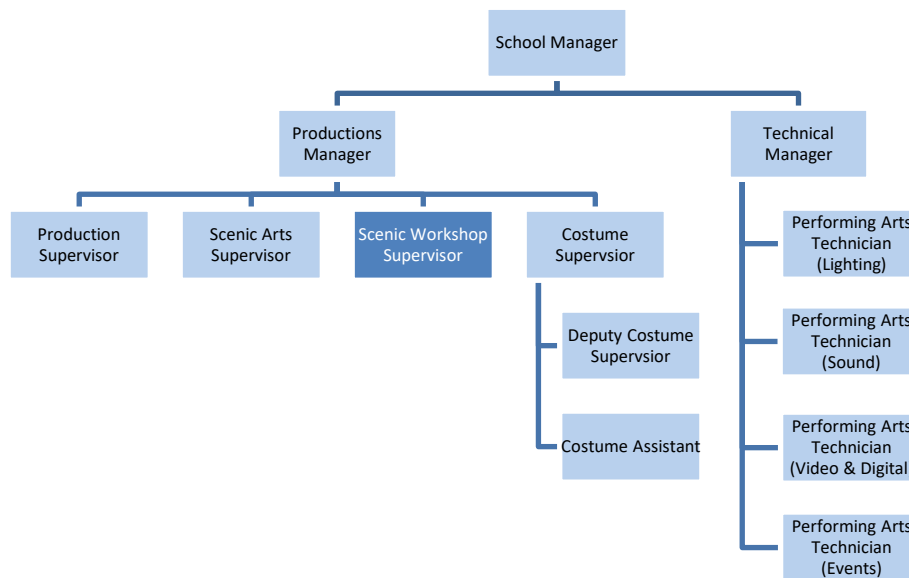 School Manager
Productions
Manager
Technical
Manager
Production
Supervisor
Scenic Arts
Supervisor
Scenic Workshop
Supervisor
Costume
Supervsior
Performing Arts
Technician
(Lighting)
Deputy Costume
Supervsior
Performing Arts
Technician
(Sound)
Costume Assistant
Performing Arts
Technician
(Video & Digital
Performing Arts
Technician
(Events)